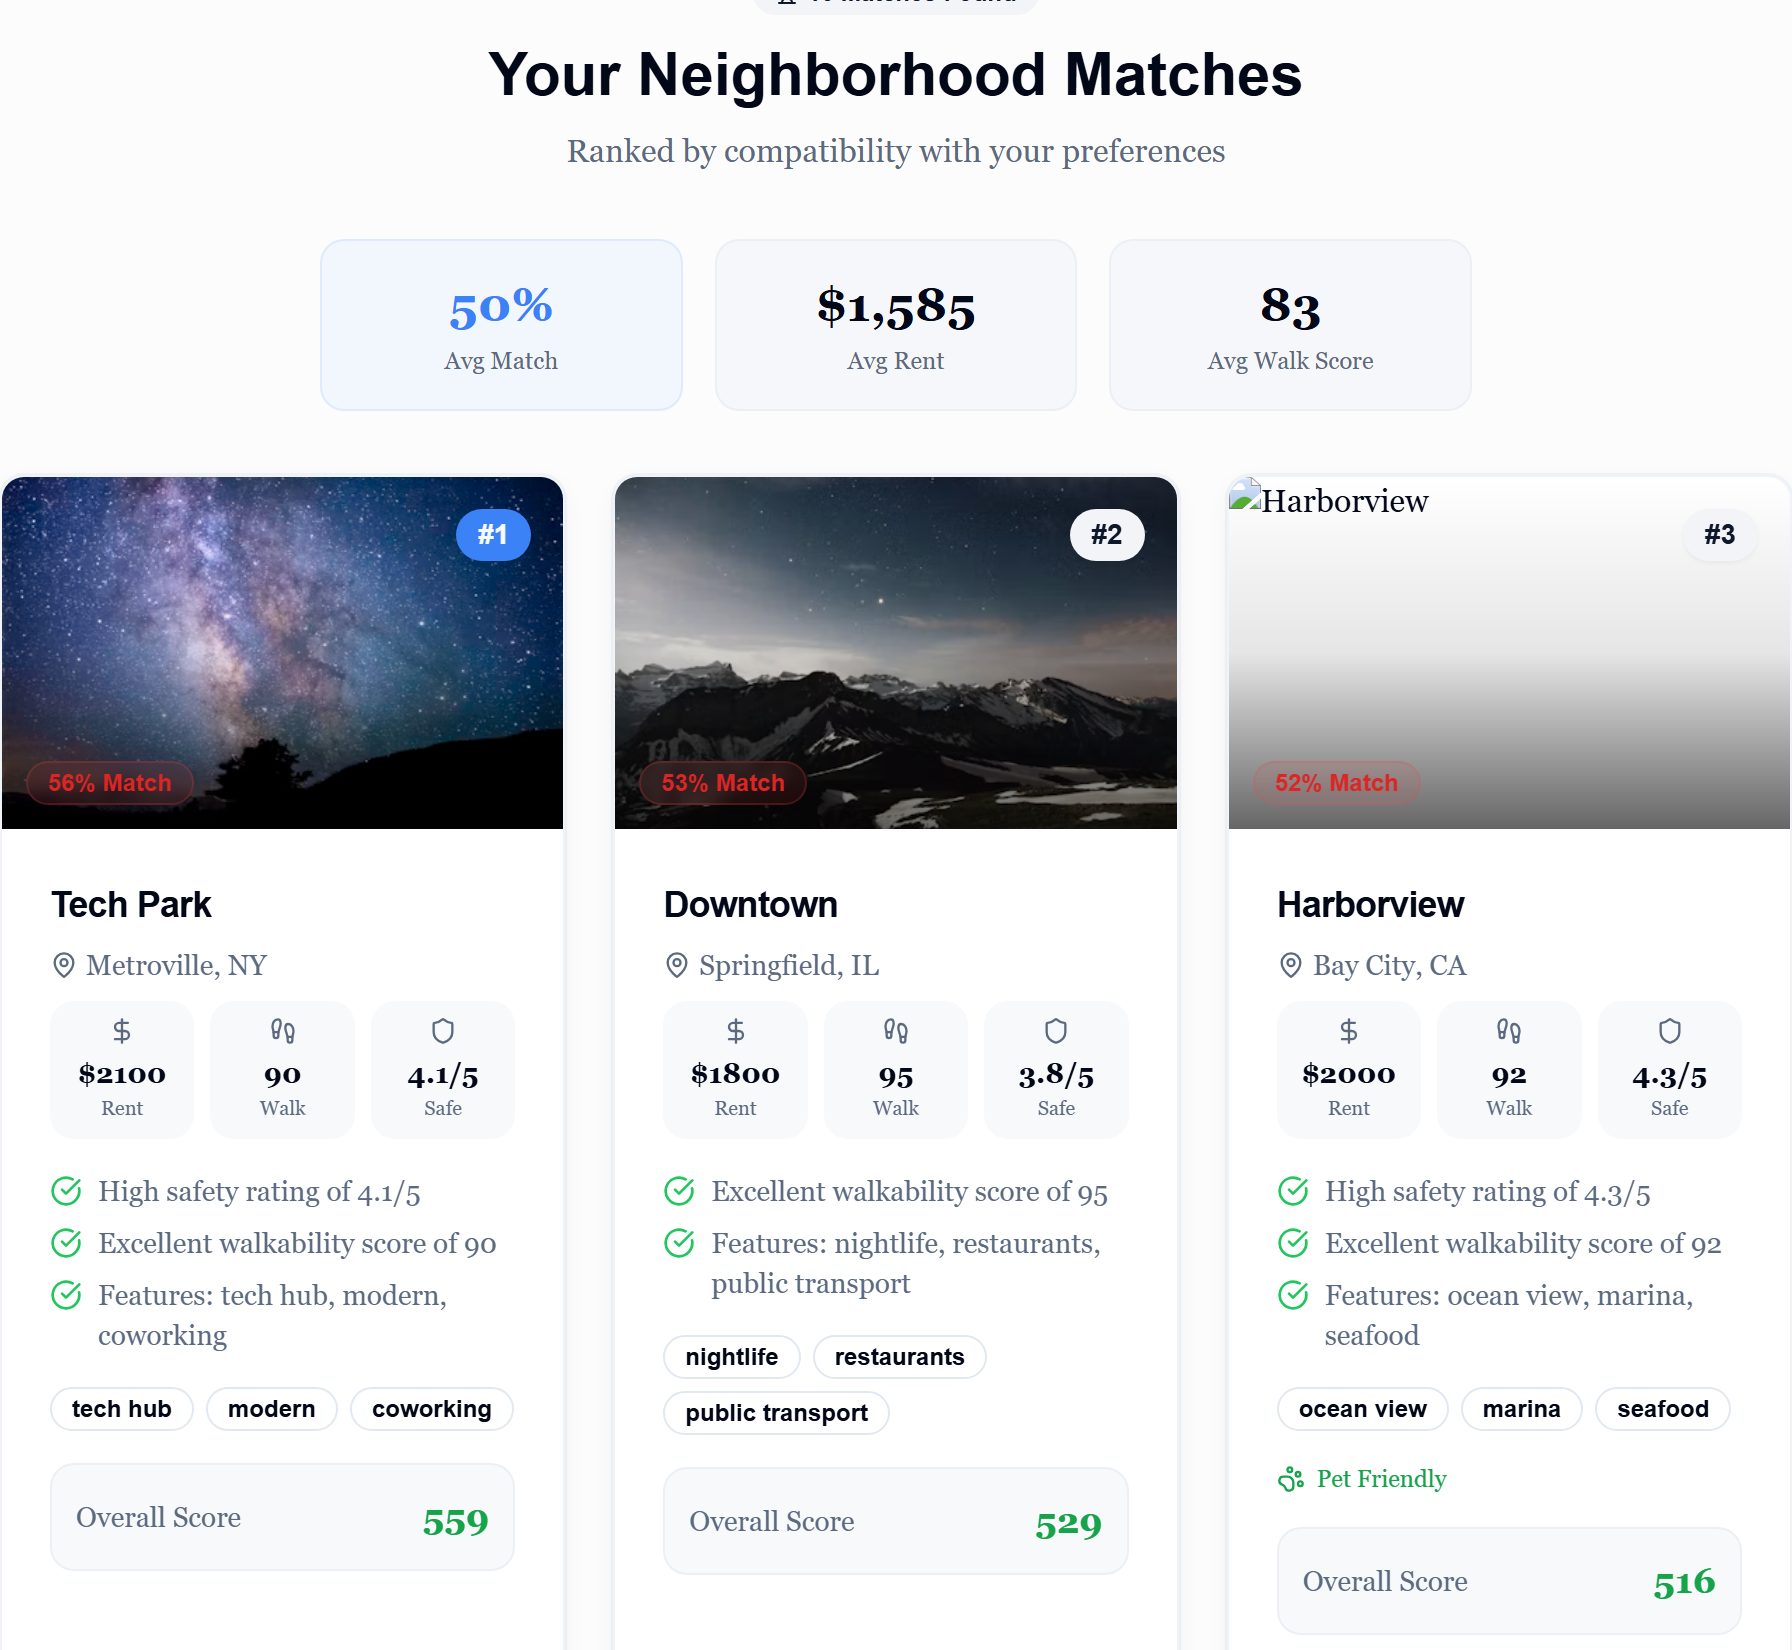 Your Neighborhood Matches
Ranked by compatibility with your preferences
50%
Avg Match
$1,585
Avg Rent
83
Avg Walk Score
#1
56% Match
Tech Park
Metroville, NY
$2100
Rent
90
Walk
4.1/5
Safe
High safety rating of 4.1/5
Excellent walkability score of 90
Features: tech hub, modern,
coworking
tech hub
modern
coworking
Overall Score
559
#2
53% Match
Downtown
Springfield, IL
$1800
Rent
95
Walk
3.8/5
Safe
Excellent walkability score of 95
Features: nightlife, restaurants,
public transport
nightlife
restaurants
public transport
Overall Score
529
Harborview
#3
52% Match
Harborview
Bay City, CA
$2000
Rent
92
Walk
4.3/5
Safe
High safety rating of 4.3/5
Excellent walkability score of 92
Features: ocean view, marina,
seafood
ocean view
marina
seafood
Pet Friendly
Overall Score
516